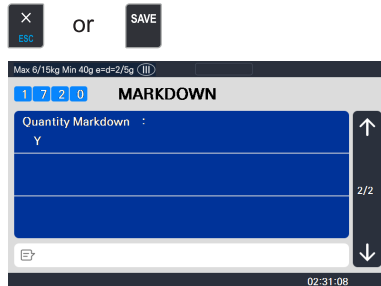 ×
ESC
or
SAVE
Max 6/15kg Min 40g e=d=2/5g (III)
1 7 2 0 MARKDOWN
Quantity Markdown :
Y
2/2
02:31:08